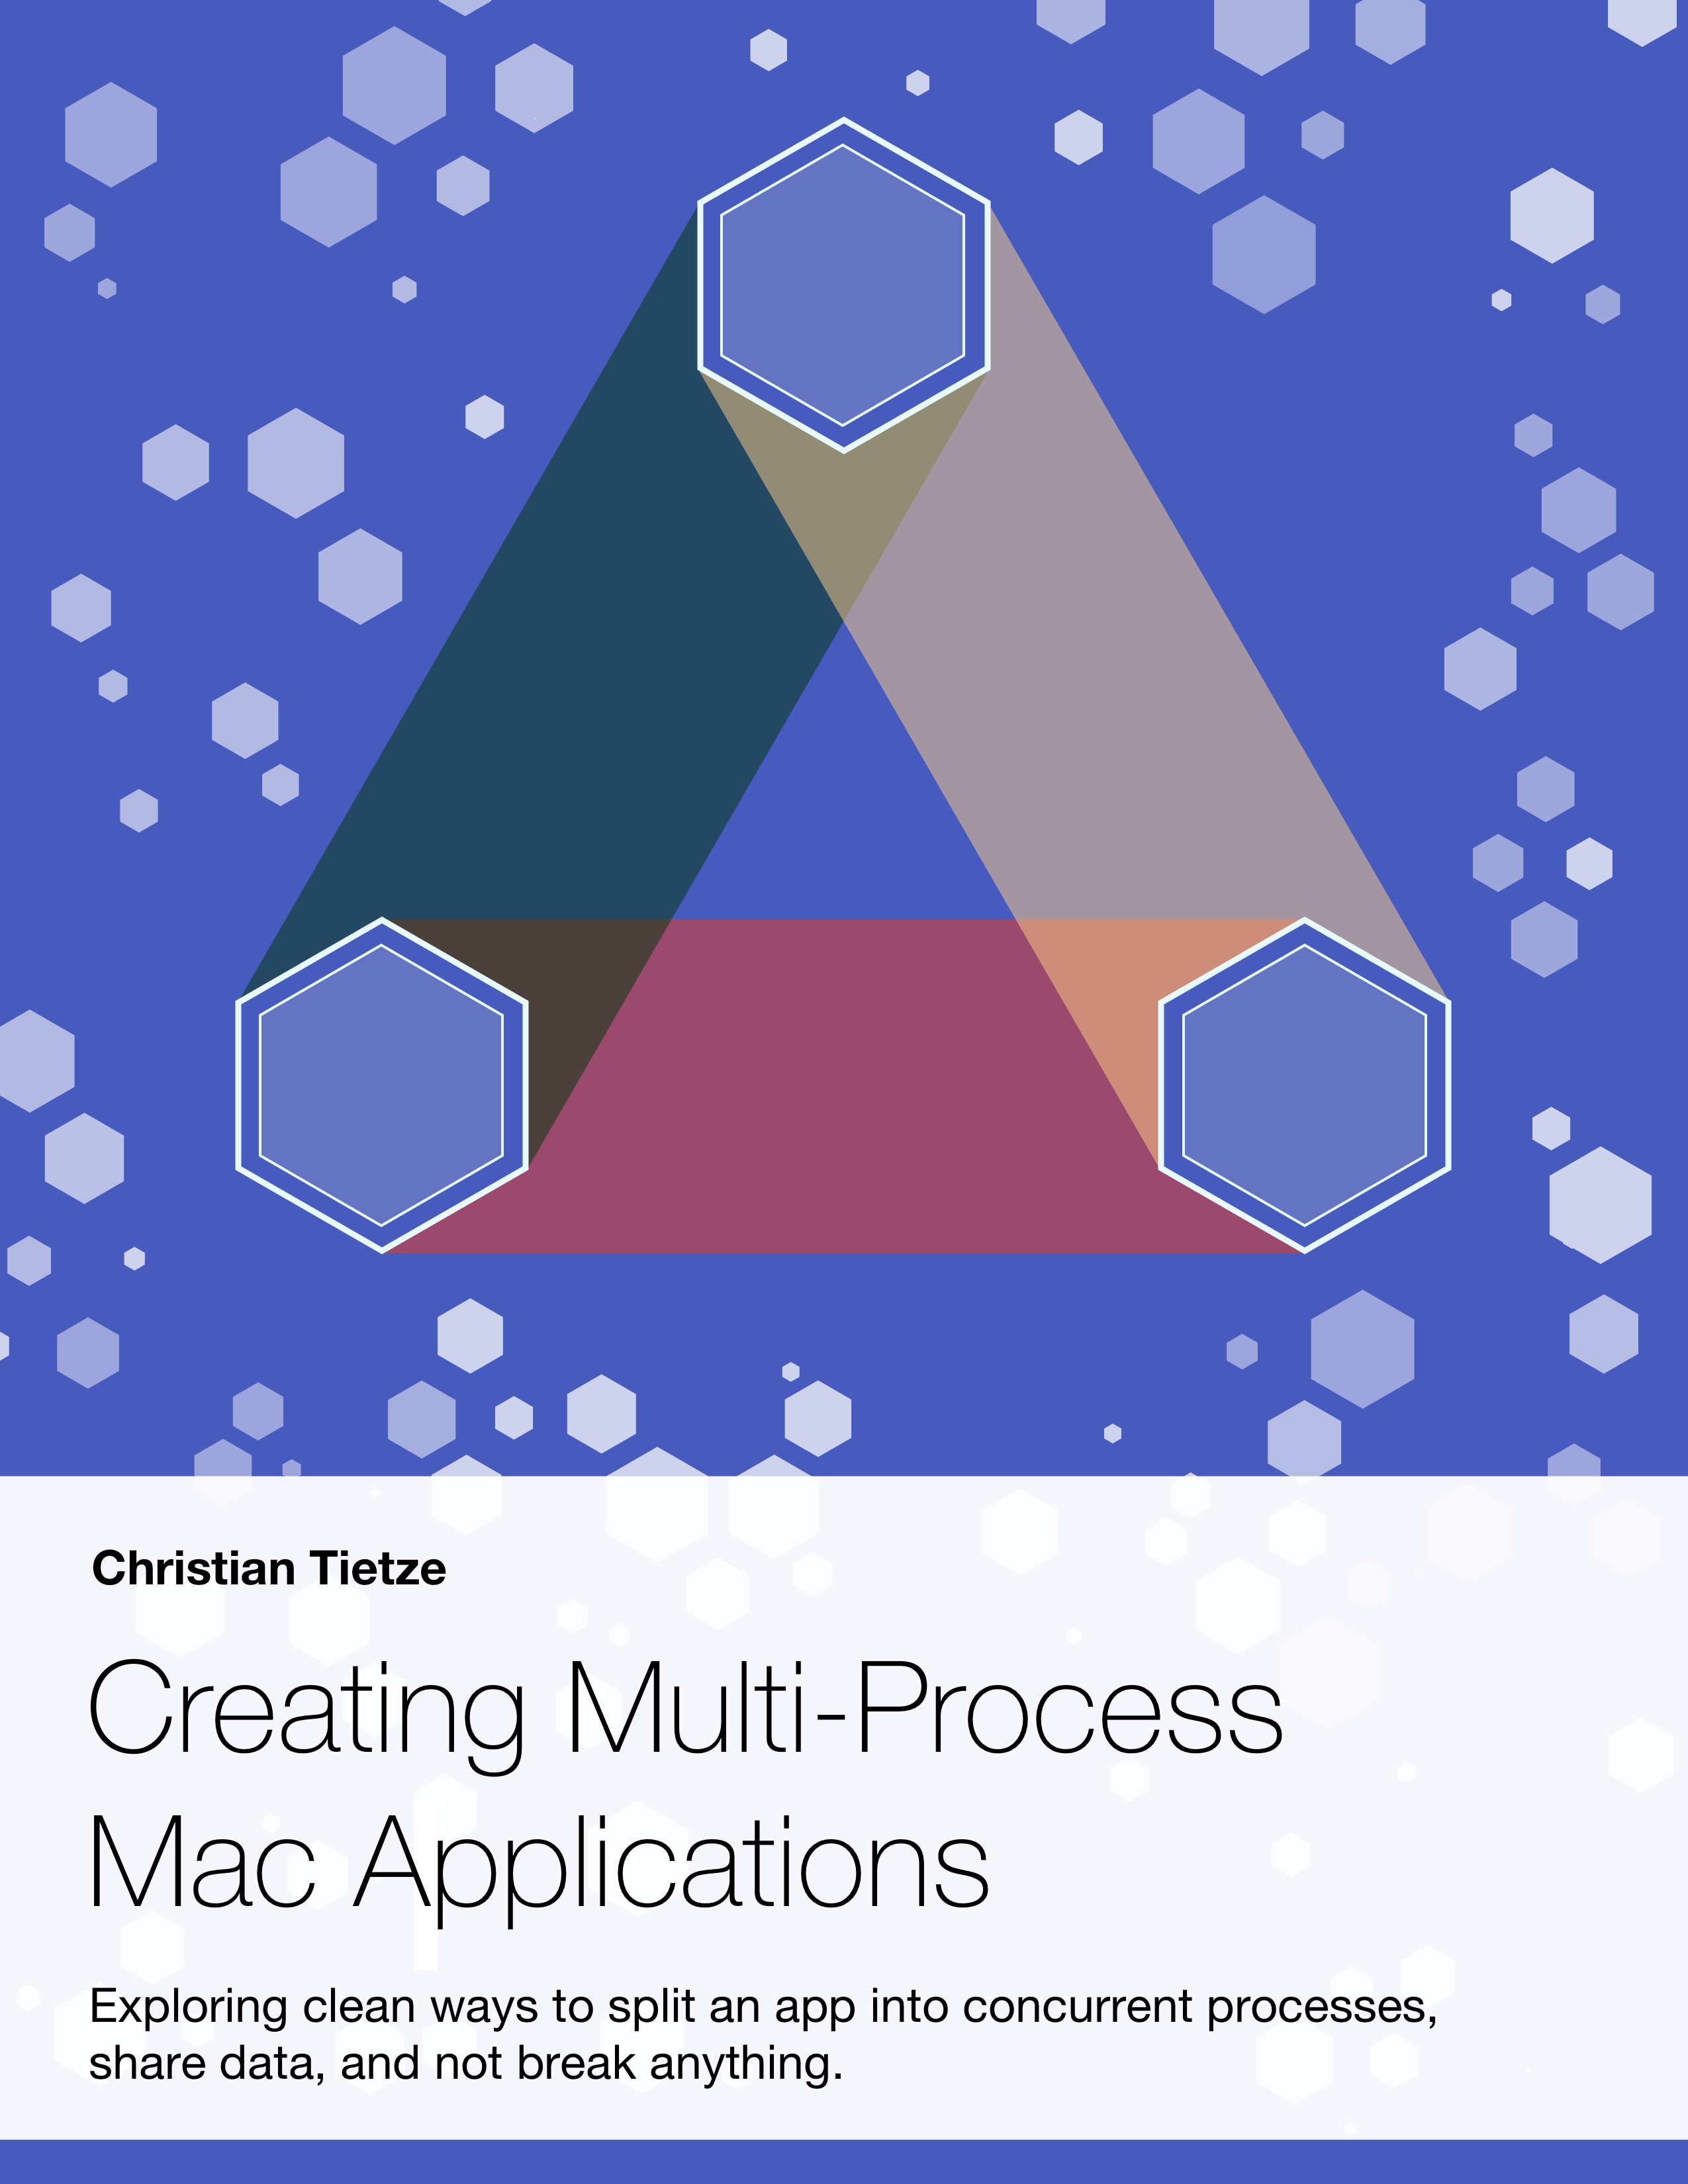 Christian Tietze
Creating Multi-Process
Mac Applications
Exploring clean ways to split an app into concurrent processes,
share data, and not break anything.